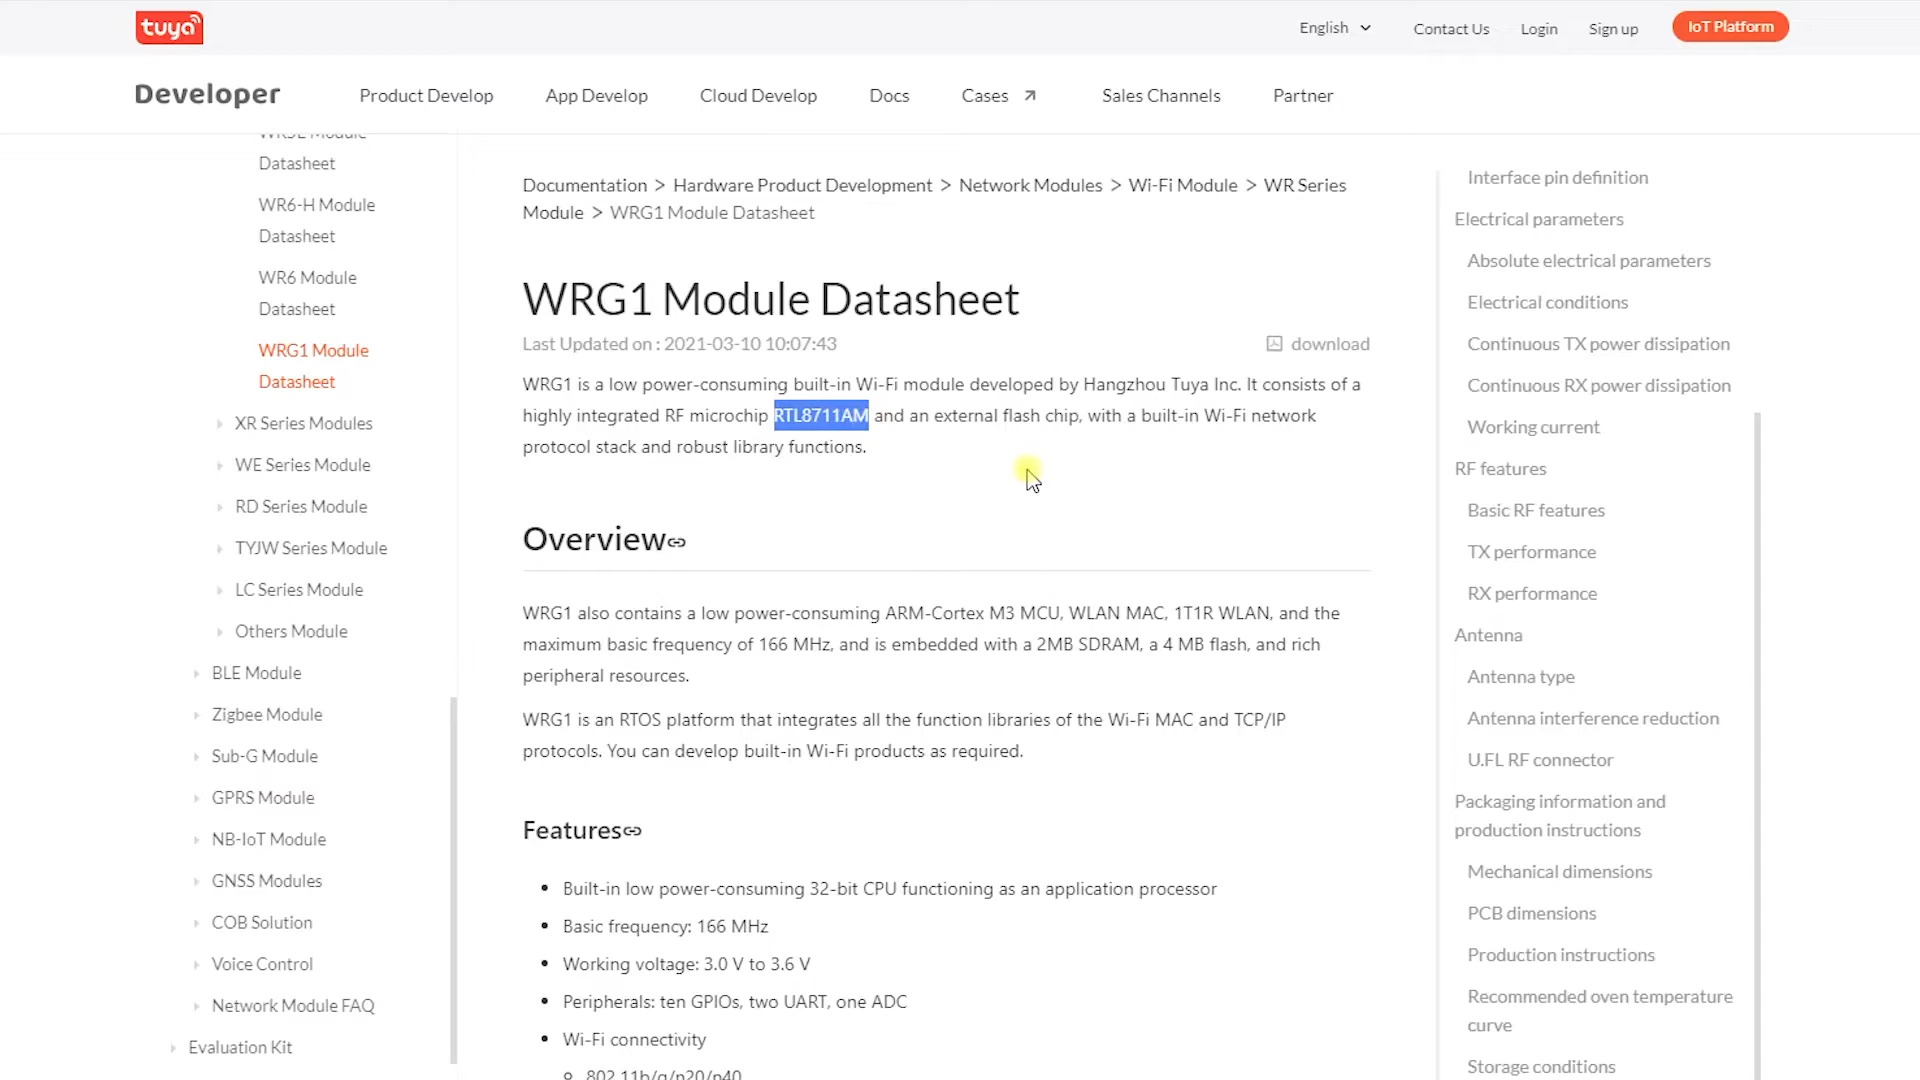 tuya
English
Contact Us
Login
Sign up
IoT Platform
Developer
Product Develop
App Develop
Cloud Develop
Docs
Cases
Sales Channels
Partner
Datasheet
WR6-H Module
Datasheet
WR6 Module
Datasheet
WRG1 Module
Datasheet
XR Series Modules
WE Series Module
RD Series Module
TYJW Series Module
LC Series Module
Others Module
BLE Module
Zigbee Module
Sub-G Module
GPRS Module
NB-IoT Module
GNSS Modules
COB Solution
Voice Control
Network Module FAQ
Evaluation Kit
Documentation > Hardware Product Development > Network Modules > Wi-Fi Module > WR Series
Module > WRG1 Module Datasheet
WRG1 Module Datasheet
Last Updated on : 2021-03-10 10:07:43
download
WRG1 is a low power-consuming built-in Wi-Fi module developed by Hangzhou Tuya Inc. It consists of a
highly integrated RF microchip RTL8711AM and an external flash chip, with a built-in Wi-Fi network
protocol stack and robust library functions.
Overview
WRG1 also contains a low power-consuming ARM-Cortex M3 MCU, WLAN MAC, 1T1R WLAN, and the
maximum basic frequency of 166 MHz, and is embedded with a 2MB SDRAM, a 4 MB flash, and rich
peripheral resources.
WRG1 is an RTOS platform that integrates all the function libraries of the Wi-Fi MAC and TCP/IP
protocols. You can develop built-in Wi-Fi products as required.
Features
• Built-in low power-consuming 32-bit CPU functioning as an application processor
• Basic frequency: 166 MHz
• Working voltage: 3.0 V to 3.6 V
• Peripherals: ten GPIOs, two UART, one ADC
• Wi-Fi connectivity
802.11b/g/n20/n40
Interface pin definition
Electrical parameters
Absolute electrical parameters
Electrical conditions
Continuous TX power dissipation
Continuous RX power dissipation
Working current
RF features
Basic RF features
TX performance
RX performance
Antenna
Antenna type
Antenna interference reduction
U.FL RF connector
Packaging information and
production instructions
Mechanical dimensions
PCB dimensions
Production instructions
Recommended oven temperature
curve
Storage conditions